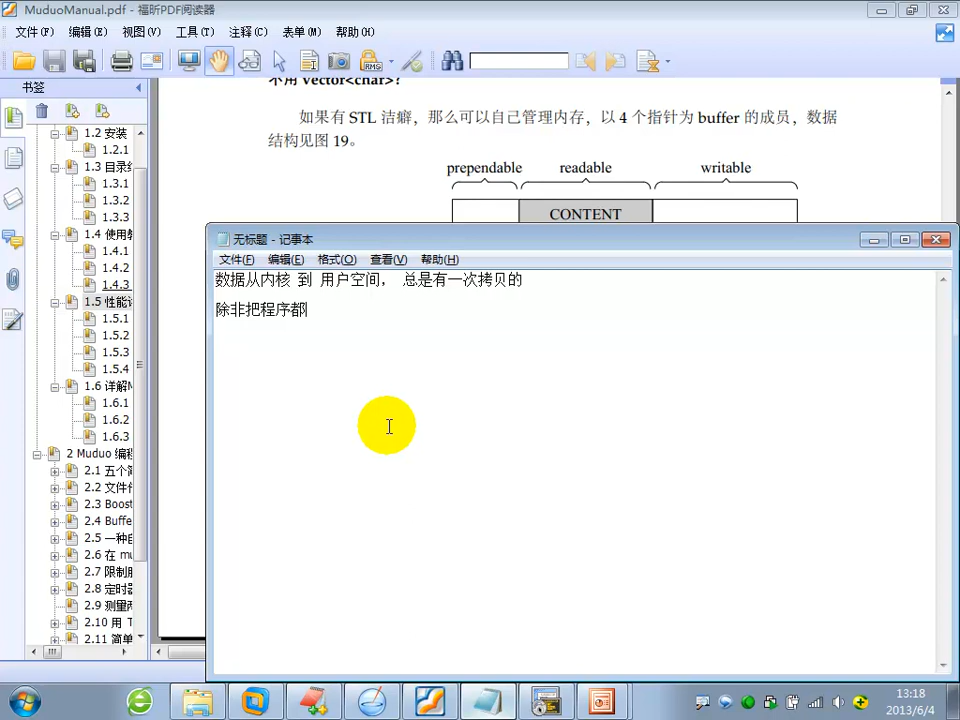 MuduoManual.pdf - 福昕PDF阅读器
文件(F) 编辑(E) 视图(V) 工具(T) 注释(C) 表单(M) 帮助(H)
书签
1.2 安装
1.2.1
1.3 目录结
1.3.1
1.3.2
1.3.3
1.4 使用教
1.4.1
1.4.2
1.4.3
1.5 性能评
1.5.1
1.5.2
1.5.3
1.5.4
1.6 详解M
1.6.1
1.6.2
1.6.3
2 Muduo 编程
2.1 五个简
2.2 文件传
2.3 Boost
2.4 Buffe
2.5 一种自
2.6 在 mu
2.7 限制服
2.8 定时器
2.9 测量两
2.10 用 T
2.11 简单
不用 vector<char>?
如果有 STL 洁癖，那么可以自己管理内存，以 4 个指针为 buffer 的成员，数据
结构见图 19。
prependable readable writable
CONTENT
无标题 - 记事本
文件(F) 编辑(E) 格式(O) 查看(V) 帮助(H)
数据从内核 到 用户空间， 总是有一次拷贝的
除非把程序都
13:18
2013/6/4